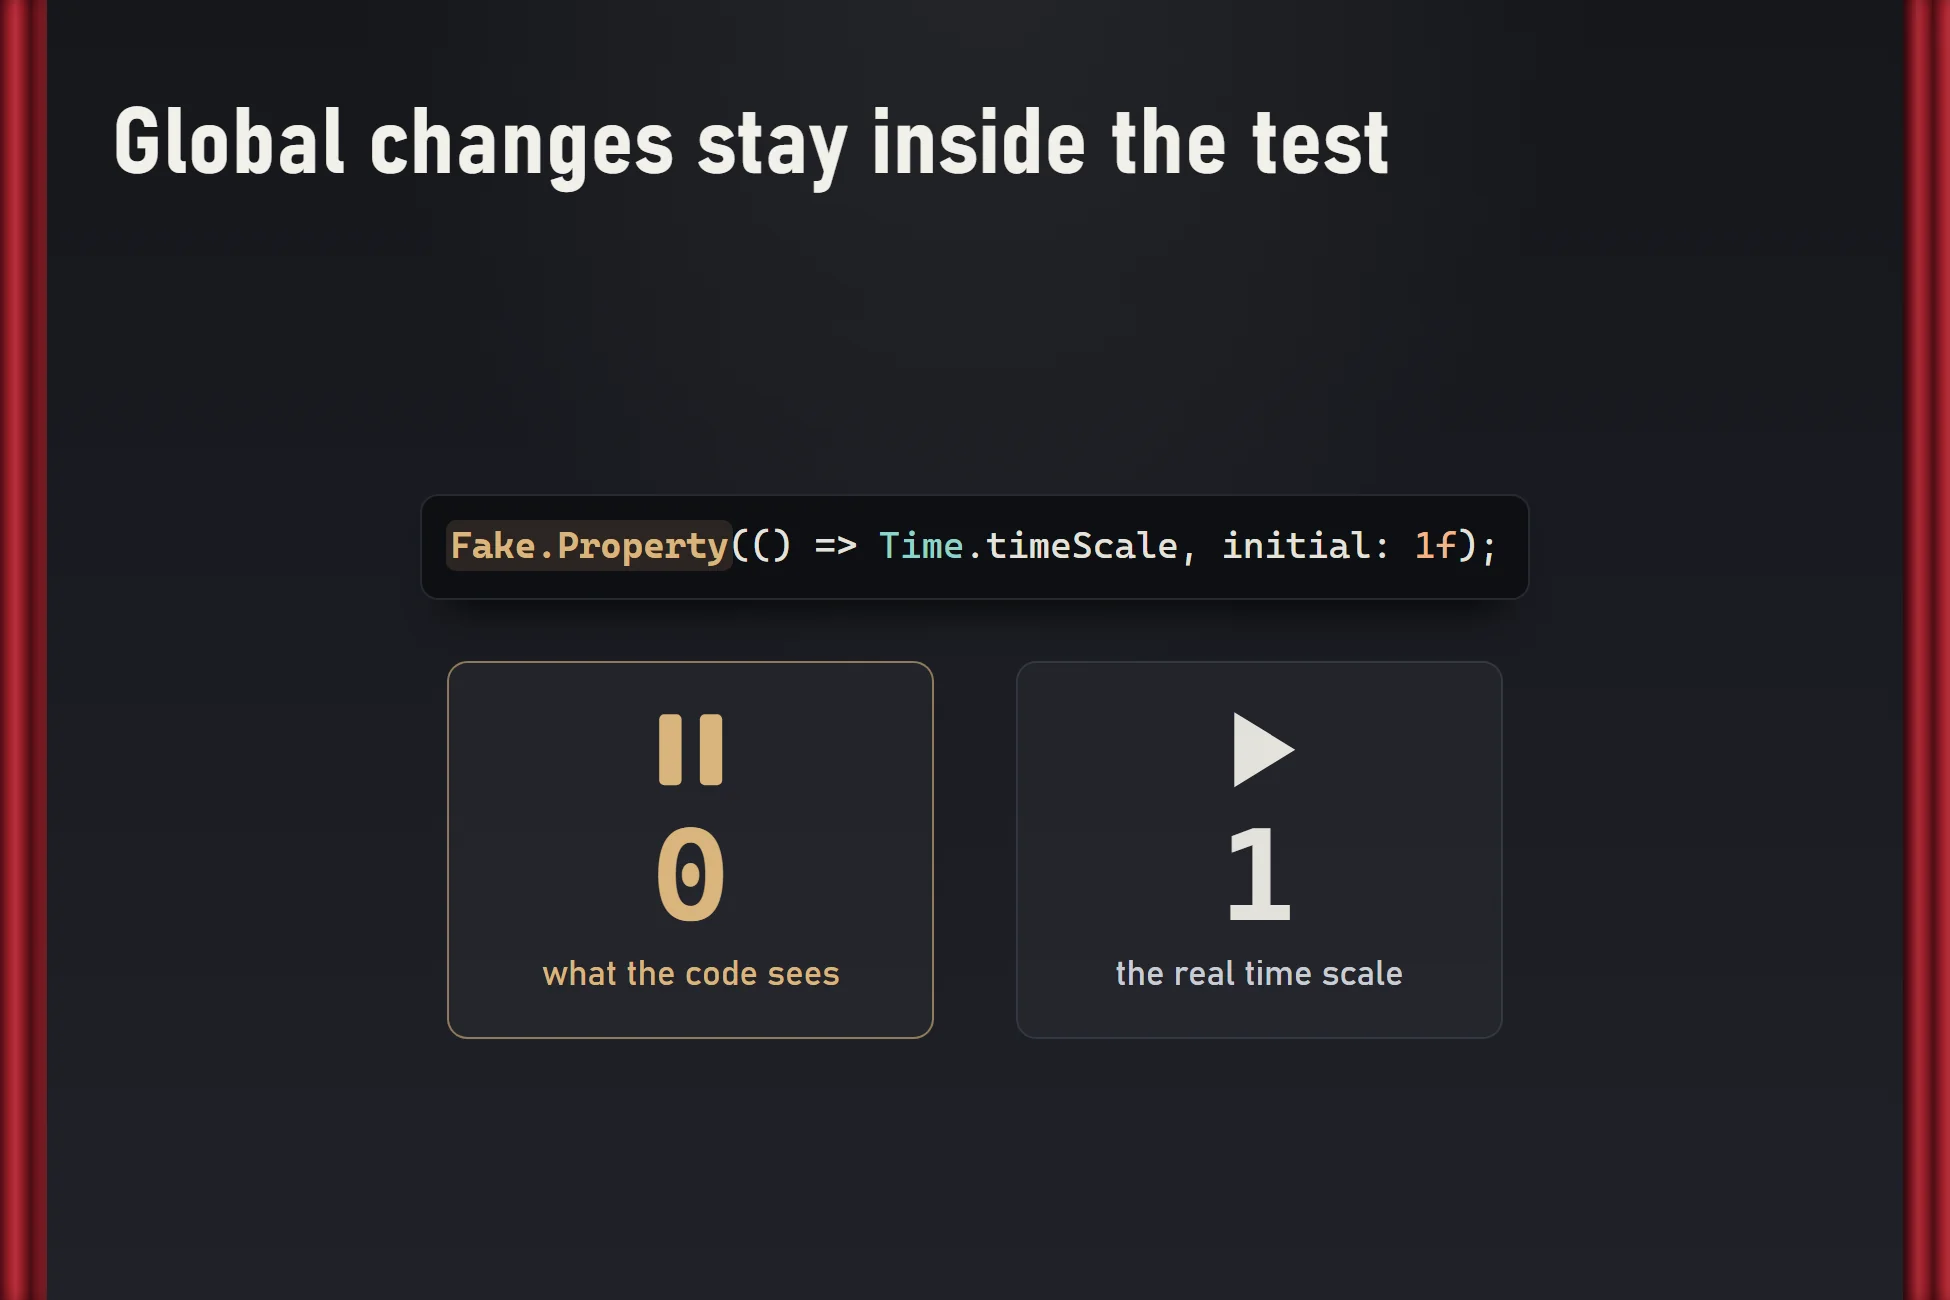 Global changes stay inside the test
Fake.Property(() => Time.timeScale, initial: 1f);
0
what the code sees
1
the real time scale